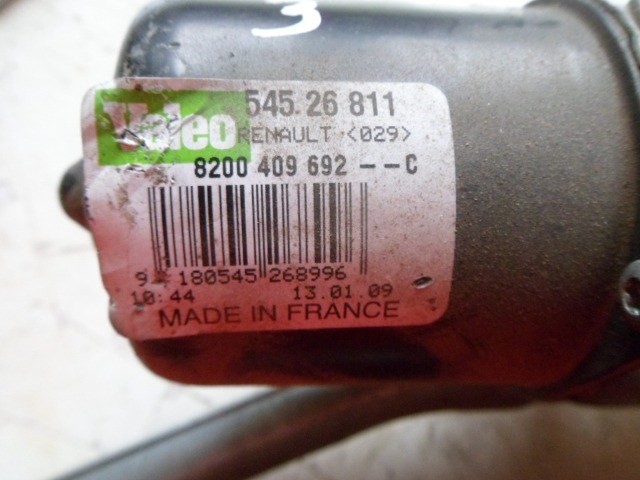 3
Valeo 545.26 811
RENAULT <029>
8200 409 692 --C
9 180545 268996
10:44 13.01.09
MADE IN FRANCE